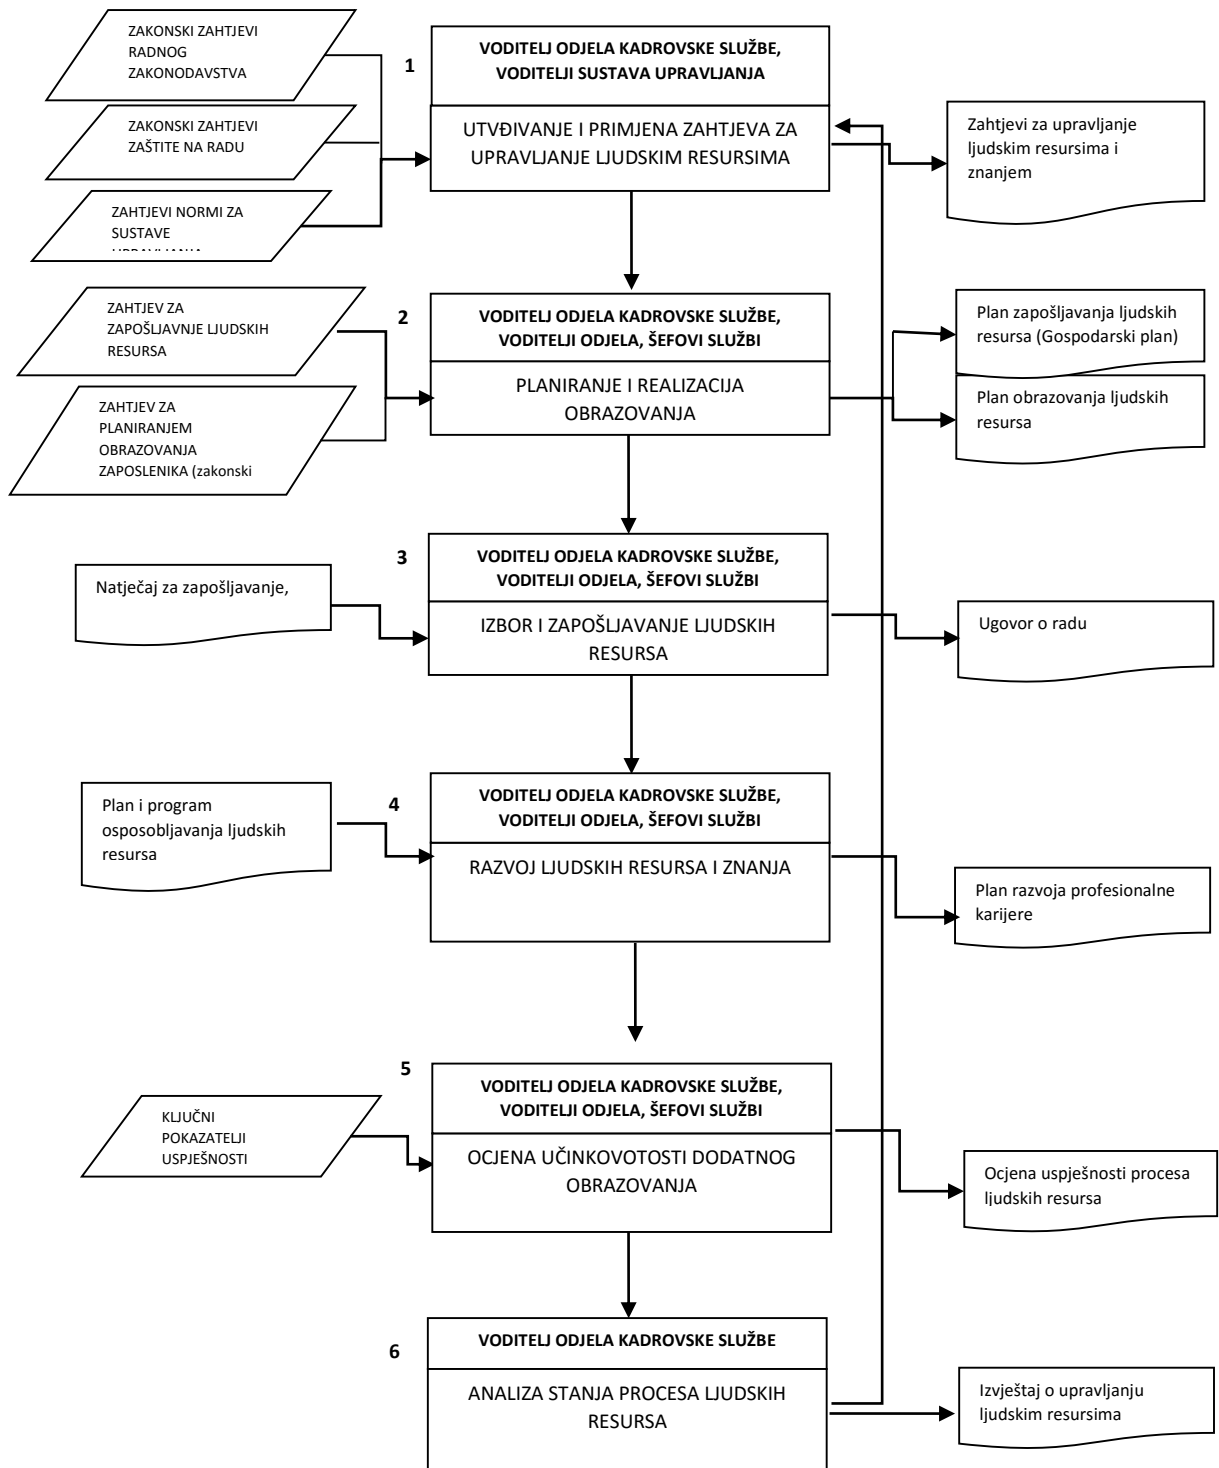 ZAKONSKI ZAHTJEVI
RADNOG
ZAKONODAVSTVA
ZAKONSKI ZAHTJEVI
ZAŠTITE NA RADU
ZAHTJEVI NORMI ZA
SUSTAVE
1
VODITELJ ODJELA KADROVSKE SLUŽBE,
VODITELJI SUSTAVA UPRAVLJANJA
UTVĐIVANJE I PRIMJENA ZAHTJEVA ZA
UPRAVLJANJE LJUDSKIM RESURSIMA
Zahtjevi za upravljanje
ljudskim resursima i
znanjem
ZAHTJEV ZA
ZAPOŠLJAVNJE LJUDSKIH
RESURSA
ZAHTJEV ZA
PLANIRANJEM
OBRAZOVANJA
ZAPOSLENIKA (zakonski
2
VODITELJ ODJELA KADROVSKE SLUŽBE,
VODITELJI ODJELA, ŠEFOVI SLUŽBI
PLANIRANJE I REALIZACIJA
OBRAZOVANJA
Plan zapošljavanja ljudskih
resursa (Gospodarski plan)
Plan obrazovanja ljudskih
resursa
Natječaj za zapošljavanje,
3
VODITELJ ODJELA KADROVSKE SLUŽBE,
VODITELJI ODJELA, ŠEFOVI SLUŽBI
IZBOR I ZAPOŠLJAVANJE LJUDSKIH
RESURSA
Ugovor o radu
Plan i program
osposobljavanja ljudskih
resursa
4
VODITELJ ODJELA KADROVSKE SLUŽBE,
VODITELJI ODJELA, ŠEFOVI SLUŽBI
RAZVOJ LJUDSKIH RESURSA I ZNANJA
Plan razvoja profesionalne
karijere
KLJUČNI
POKAZATELJI
USPJEŠNOSTI
5
VODITELJ ODJELA KADROVSKE SLUŽBE,
VODITELJI ODJELA, ŠEFOVI SLUŽBI
OCJENA UČINKOVOTOSTI DODATNOG
OBRAZOVANJA
Ocjena uspješnosti procesa
ljudskih resursa
6
VODITELJ ODJELA KADROVSKE SLUŽBE
ANALIZA STANJA PROCESA LJUDSKIH
RESURSA
Izvještaj o upravljanju
ljudskim resursima